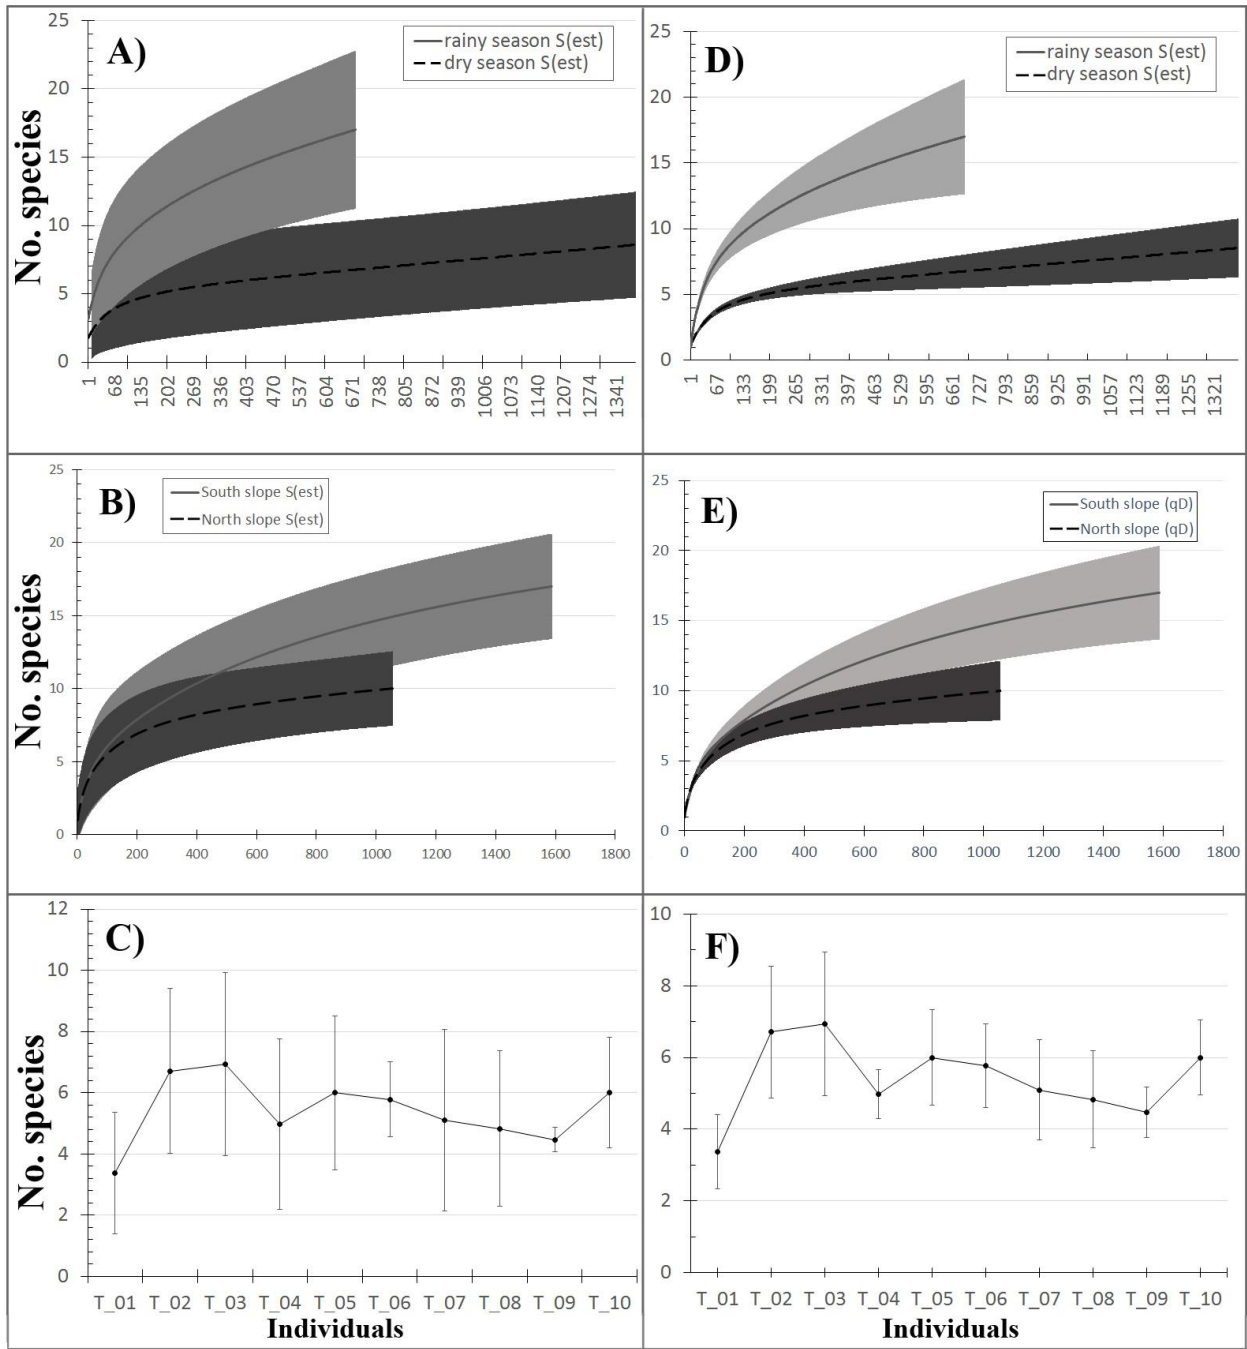 A)
25
20
15
10
5
0
No. species
rainy season S(est)
dry season S(est)
1 68 135 202 269 336 403 470 537 604 671 738 805 872 939 1006 1073 1140 1207 1274 1341
D)
25
20
15
10
5
0
rainy season S(est)
dry season S(est)
1 67 133 199 265 331 397 463 529 595 661 727 793 859 925 991 1057 1123 1189 1255 1321
B)
25
20
15
10
5
0
No. species
South slope S(est)
North slope S(est)
0 200 400 600 800 1000 1200 1400 1600 1800
E)
25
20
15
10
5
0
South slope (qD)
North slope (qD)
0 200 400 600 800 1000 1200 1400 1600 1800
C)
12
10
8
6
4
2
0
No. species
T_01 T_02 T_03 T_04 T_05 T_06 T_07 T_08 T_09 T_10
Individuals
F)
10
8
6
4
2
0
T_01 T_02 T_03 T_04 T_05 T_06 T_07 T_08 T_09 T_10
Individuals